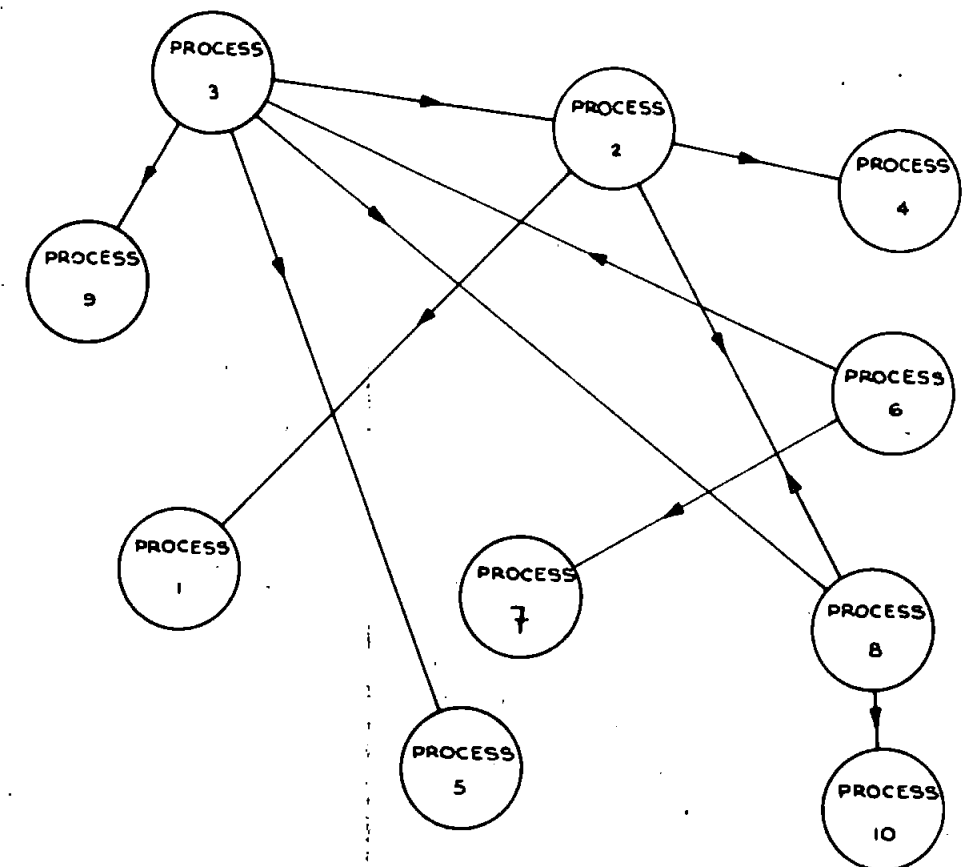 PROCESS
3
PROCESS
2
PROCESS
4
PROCESS
9
PROCESS
6
PROCESS
1
PROCESS
7
PROCESS
8
PROCESS
5
PROCESS
10